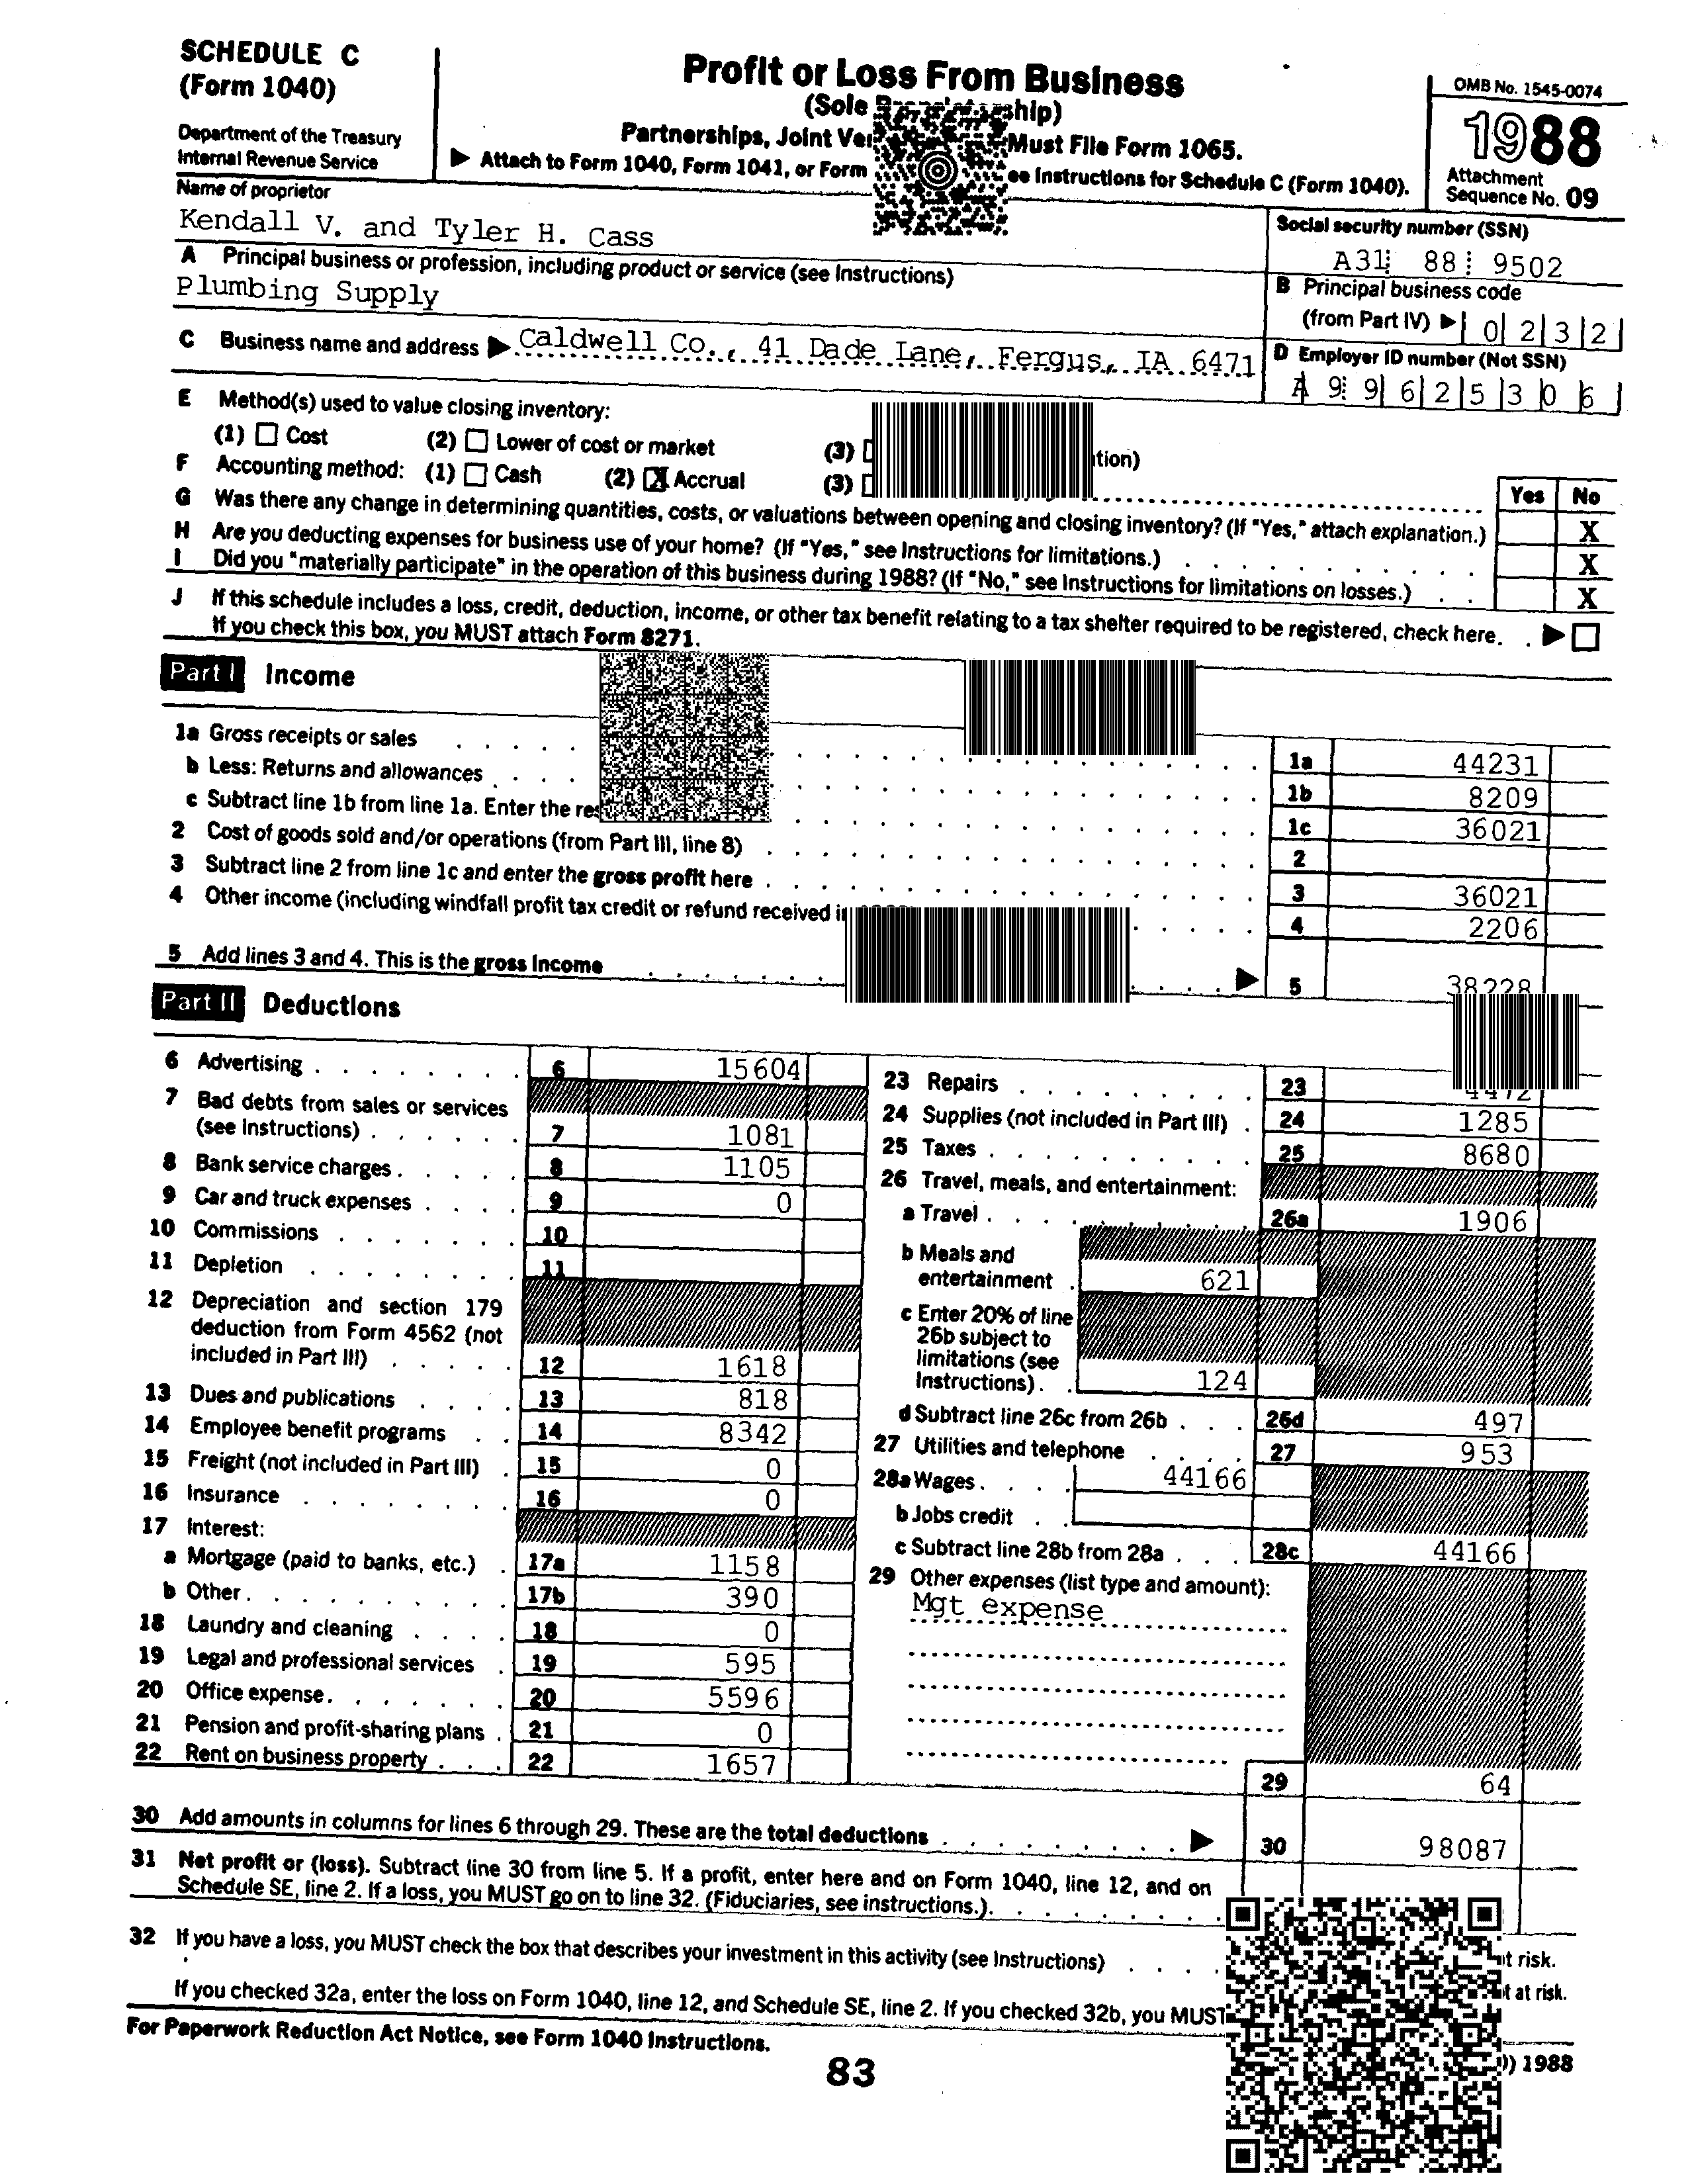 SCHEDULE C
(Form 1040)
Department of the Treasury
Internal Revenue Service
Profit or Loss From Business
(Sole
Partnerships, Joint Must File Form 1065.
▶ Attach to Form 1040, Form 1041, or Form Instructions for Schedule C (Form 1040).
OMB No. 1545-0074
1988
Attachment
Sequence No. 09
Name of proprietor
Kendall V. and Tyler H. Cass
Social security number (SSN)
A31 88 9502
A Principal business or profession, including product or service (see Instructions)
Plumbing Supply
B Principal business code
(from Part IV) ▶ 0 2 3 2
C Business name and address ▶ Caldwell Co., 41 Dade Lane, Fergus, IA 6471
D Employer ID number (Not SSN)
A 9 9 6 2 5 3 0 6
E Method(s) used to value closing inventory:
(1) ☐ Cost (2) ☐ Lower of cost or market (3)
F Accounting method: (1) ☐ Cash (2) ☒ Accrual (3)
Yes No
G Was there any change in determining quantities, costs, or valuations between opening and closing inventory? (If "Yes," attach explanation.) X
H Are you deducting expenses for business use of your home? (If "Yes," see Instructions for limitations.) X
I Did you "materially participate" in the operation of this business during 1988? (If "No," see Instructions for limitations on losses.) X
J If this schedule includes a loss, credit, deduction, income, or other tax benefit relating to a tax shelter required to be registered, check here. ▶ ☐
If you check this box, you MUST attach Form 8271.
Part I Income
1a Gross receipts or sales 1a 44231
b Less: Returns and allowances 1b 8209
c Subtract line 1b from line 1a. Enter the 1c 36021
2 Cost of goods sold and/or operations (from Part III, line 8) 2
3 Subtract line 2 from line 1c and enter the gross profit here 3 36021
4 Other income (including windfall profit tax credit or refund received 4 2206
5 Add lines 3 and 4. This is the gross income ▶ 5 38228
Part II Deductions
6 Advertising 6 15604
7 Bad debts from sales or services
(see Instructions) 7 1081
8 Bank service charges 8 1105
9 Car and truck expenses 9 0
10 Commissions 10
11 Depletion 11
12 Depreciation and section 179
deduction from Form 4562 (not
included in Part III) 12 1618
13 Dues and publications 13 818
14 Employee benefit programs 14 8342
15 Freight (not included in Part III) 15 0
16 Insurance 16 0
17 Interest:
a Mortgage (paid to banks, etc.) 17a 1158
b Other 17b 390
18 Laundry and cleaning 18 0
19 Legal and professional services 19 595
20 Office expense 20 5596
21 Pension and profit-sharing plans 21 0
22 Rent on business property 22 1657
23 Repairs 23
24 Supplies (not included in Part III) 24 1285
25 Taxes 25 8680
26 Travel, meals, and entertainment:
a Travel 26a 1906
b Meals and
entertainment 621
c Enter 20% of line
26b subject to
limitations (see
Instructions) 124
d Subtract line 26c from 26b 26d 497
27 Utilities and telephone 27 953
28a Wages 44166
b Jobs credit
c Subtract line 28b from 28a 28c 44166
29 Other expenses (list type and amount):
Mgt expense
29 64
30 Add amounts in columns for lines 6 through 29. These are the total deductions ▶ 30 98087
31 Net profit or (loss). Subtract line 30 from line 5. If a profit, enter here and on Form 1040, line 12, and on
Schedule SE, line 2. If a loss, you MUST go on to line 32. (Fiduciaries, see instructions.)
32 If you have a loss, you MUST check the box that describes your investment in this activity (see Instructions) risk.
at risk.
If you checked 32a, enter the loss on Form 1040, line 12, and Schedule SE, line 2. If you checked 32b, you MUST
For Paperwork Reduction Act Notice, see Form 1040 Instructions. 1988
83